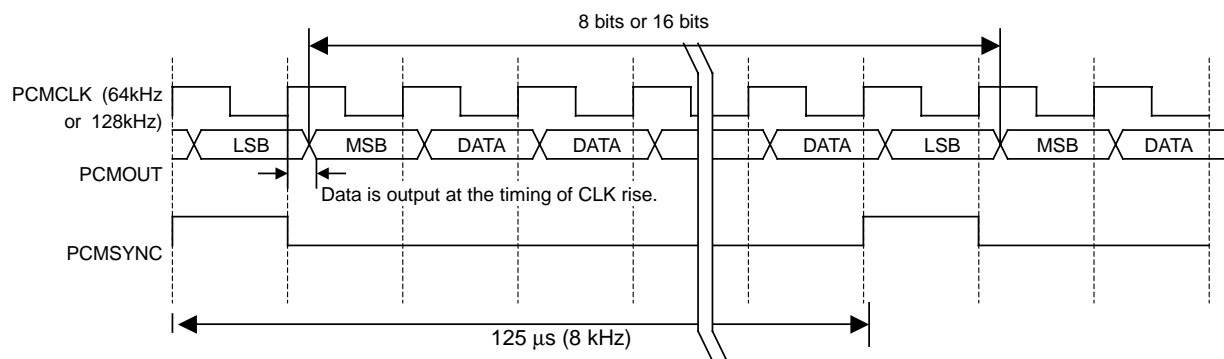 8 bits or 16 bits
PCMCLK (64kHz
or 128kHz)
LSB MSB DATA DATA DATA LSB MSB DATA
PCMOUT
Data is output at the timing of CLK rise.
PCMSYNC
125 μs (8 kHz)